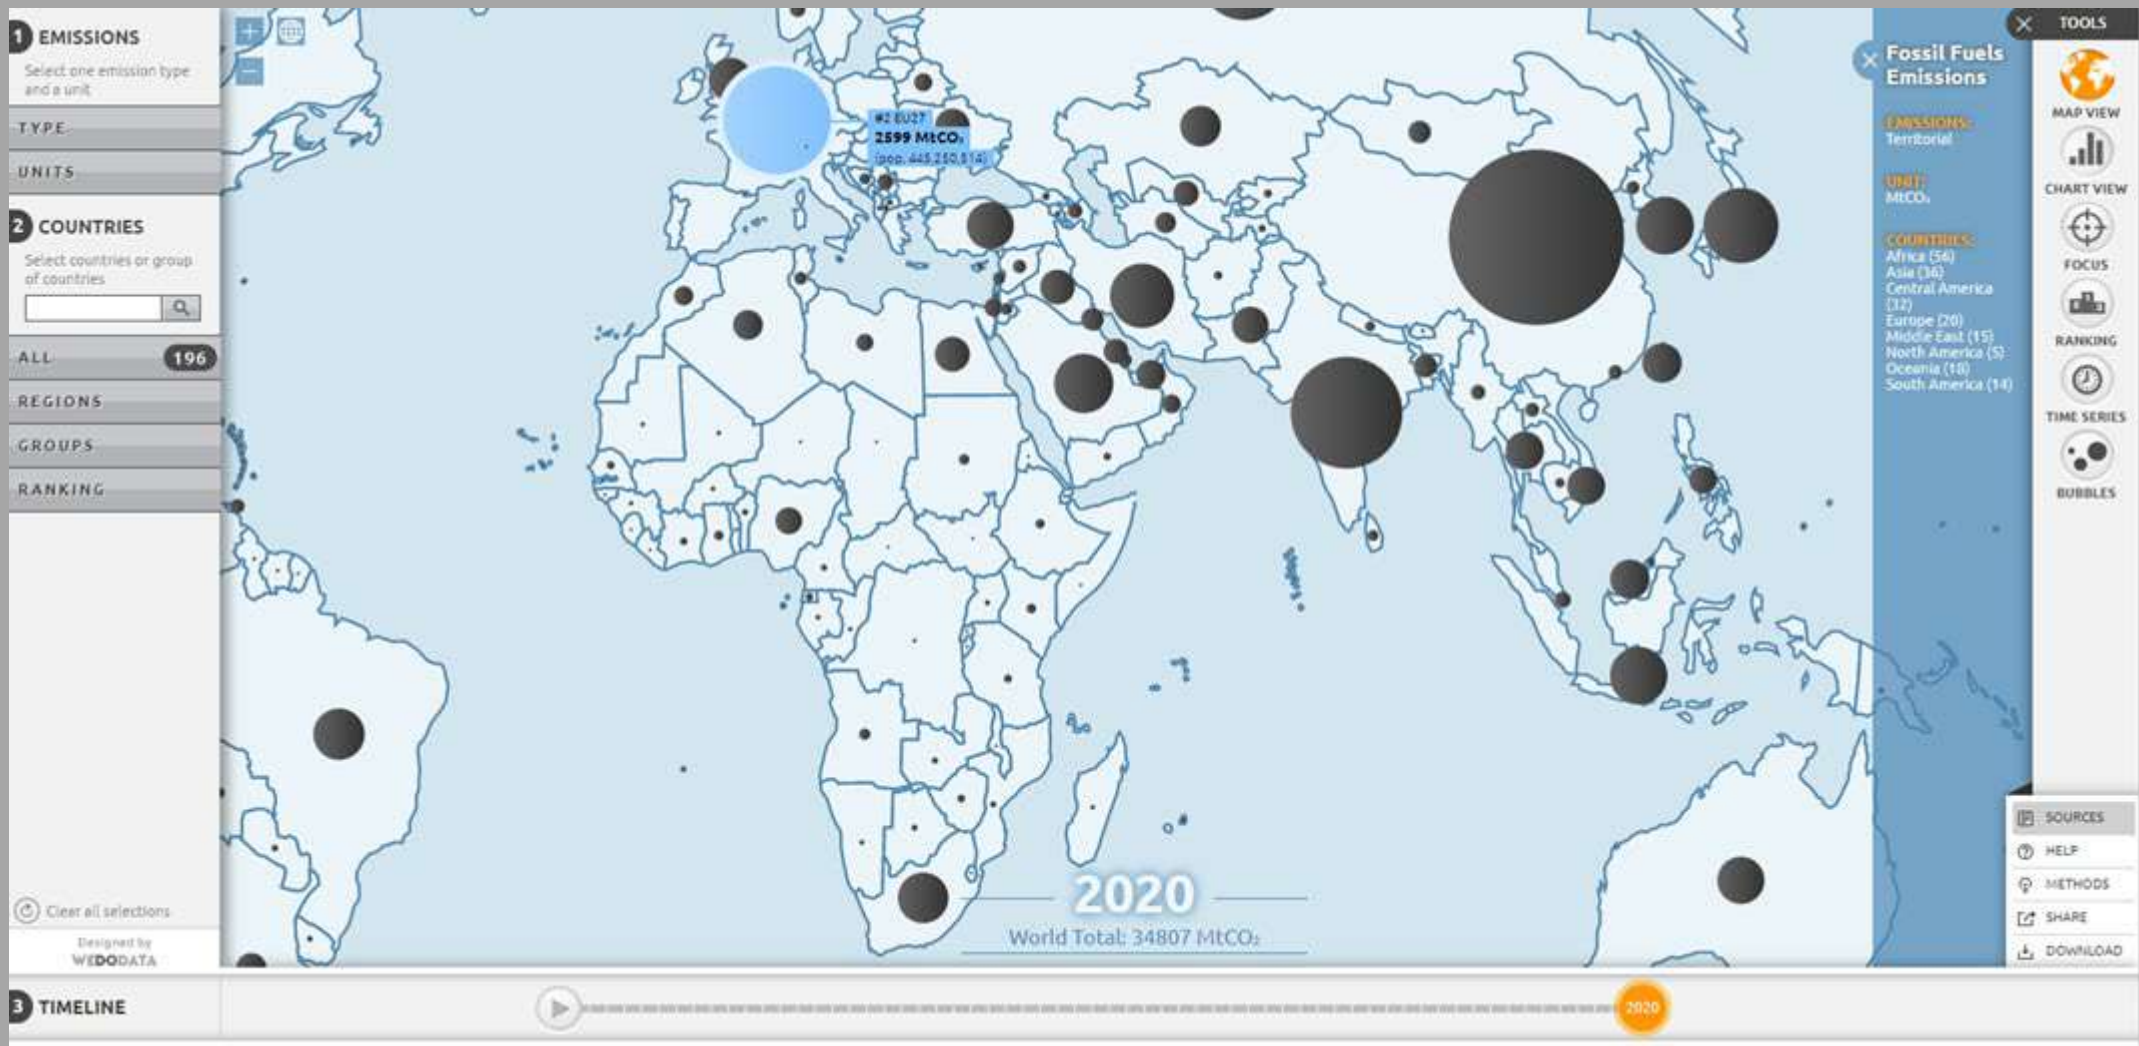 1 EMISSIONS
Select one emission type
and a unit
TYPE
UNITS
2 COUNTRIES
Select countries or group
of countries
ALL 196
REGIONS
GROUPS
RANKING
Clear all selections
Designed by
WEDODATA
#2 EU27
2599 MtCO₂
(pop. 445,250,514)
2020
World Total: 34807 MtCO₂
Fossil Fuels
Emissions
EMISSIONS:
Territorial
UNIT:
MtCO₂
COUNTRIES:
Africa (56)
Asia (36)
Central America
(32)
Europe (20)
Middle East (15)
North America (5)
Oceania (18)
South America (14)
TOOLS
MAP VIEW
CHART VIEW
FOCUS
RANKING
TIME SERIES
BUBBLES
SOURCES
HELP
METHODS
SHARE
DOWNLOAD
3 TIMELINE
2020